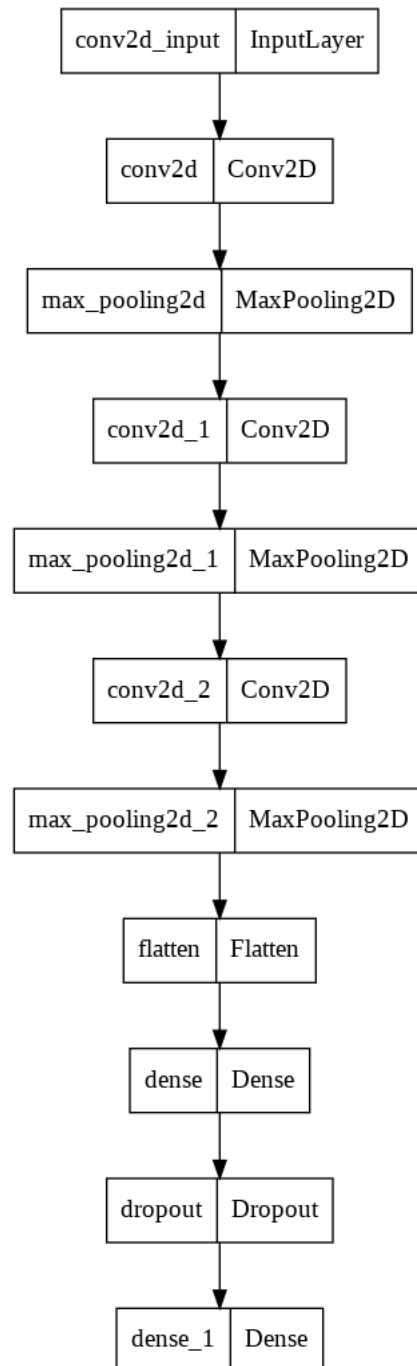 conv2d_input InputLayer
conv2d Conv2D
max_pooling2d MaxPooling2D
conv2d_1 Conv2D
max_pooling2d_1 MaxPooling2D
conv2d_2 Conv2D
max_pooling2d_2 MaxPooling2D
flatten Flatten
dense Dense
dropout Dropout
dense_1 Dense